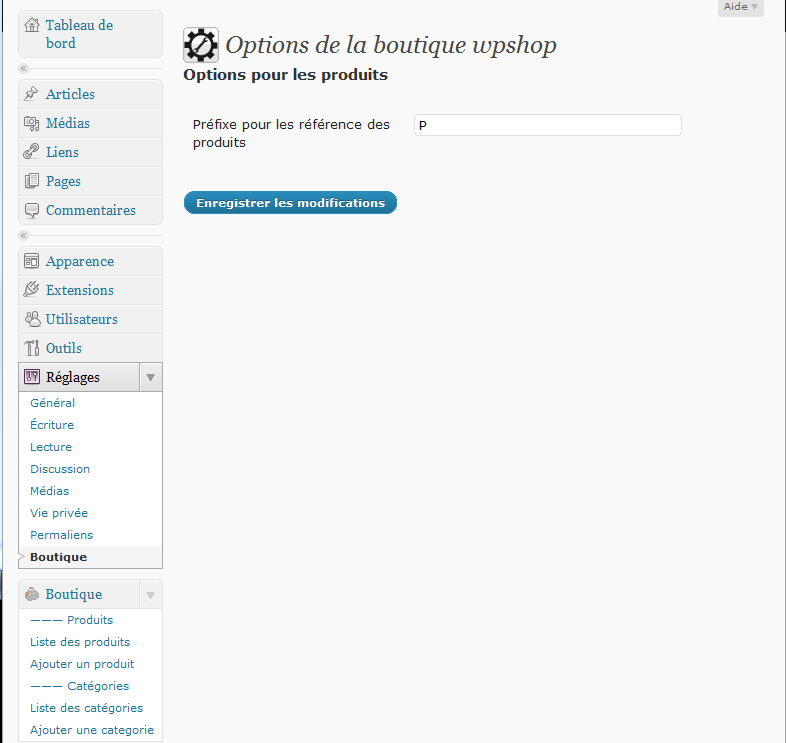 Aide
Tableau de
bord
Articles
Médias
Liens
Pages
Commentaires
Apparence
Extensions
Utilisateurs
Outils
Réglages
Général
Écriture
Lecture
Discussion
Médias
Vie privée
Permaliens
Boutique
Boutique
——— Produits
Liste des produits
Ajouter un produit
——— Catégories
Liste des catégories
Ajouter une categorie
Options de la boutique wpshop
Options pour les produits
Préfixe pour les référence des
produits
P
Enregistrer les modifications